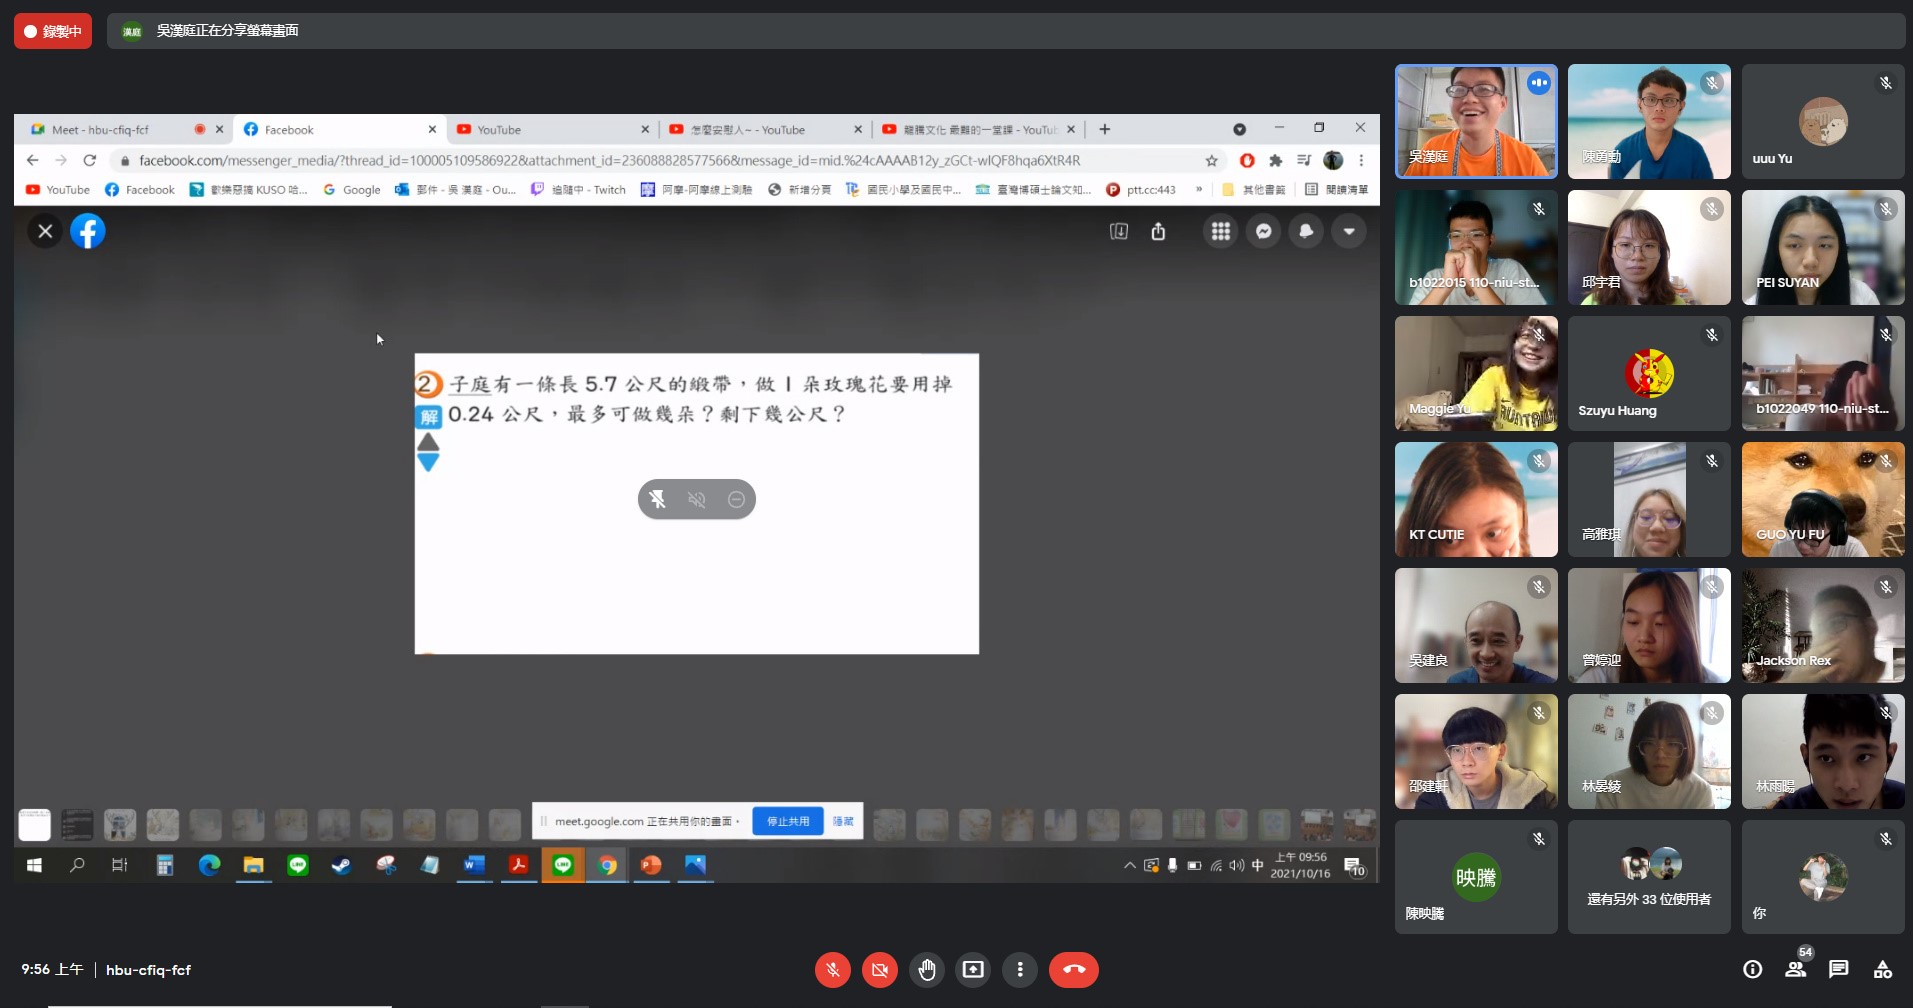 錄製中
漢庭
吳漢庭正在分享螢幕畫面
Meet - hbu-cfiq-fcf
Facebook
YouTube
怎麼安慰人~ - YouTube
龍騰文化 最難的一堂課 - YouTu
facebook.com/messenger_media/?thread_id=100005109586922&attachment_id=236088828577566&message_id=mid.%24cAAAAB12y_zGCt-wIQF8hqa6XtR4R
YouTube
Facebook
歡樂惡搞 KUSO 哈...
Google
郵件 - 吳 漢庭 - Ou...
追隨中 - Twitch
阿摩-阿摩線上測驗
新增分頁
國民小學及國民中...
臺灣博碩士論文知...
ptt.cc:443
»
其他書籤
閱讀清單
2 子庭有一條長 5.7 公尺的緞帶，做 1 朵玫瑰花要用掉
解 0.24 公尺，最多可做幾朵？剩下幾公尺？
meet.google.com 正在共用你的畫面。
停止共用
隱藏
中
上午 09:56
2021/10/16
10
吳漢庭
陳勇勳
uuu Yu
b1022015 110-niu-st...
邱宇君
PEI SUYAN
Maggie Yu
Szuyu Huang
b1022049 110-niu-st...
KT CUTIE
高雅琪
GUO YU FU
吳建良
曾婷迎
Jackson Rex
邵建軒
林晏綾
林雨暘
映騰
陳映騰
還有另外 33 位使用者
你
9:56 上午
hbu-cfiq-fcf
54